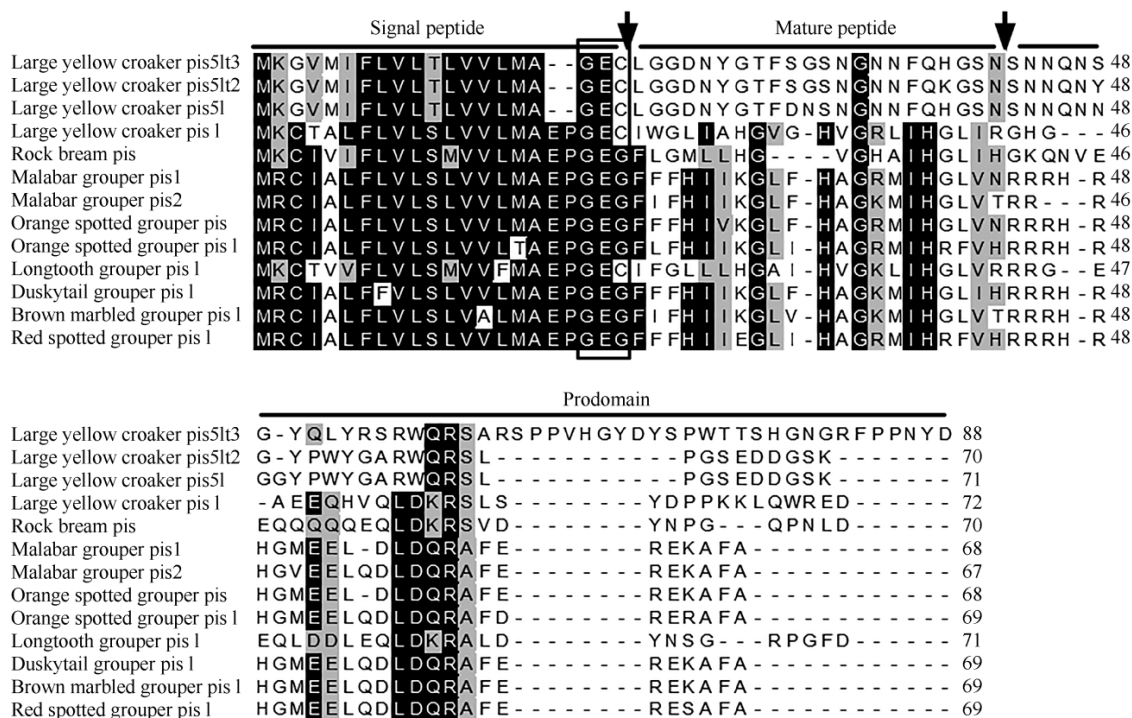 Signal peptide Mature peptide
Large yellow croaker pis5lt3 MKGVMIFLVLTLVVLMA--GECLGGDNYGTFSGSNGNNFQHGSNSNNQNS 48
Large yellow croaker pis5lt2 MKGVMIFLVLTLVVLMA--GECLGGDNYGTFSGSNGNNFQKGSNSNNQNY 48
Large yellow croaker pis5l MKGVMIFLVLTLVVLMA--GECLGGDNYGTFDNSNGNNFQHGSNSNNQNN 48
Large yellow croaker pis l MKCTALFLVLSLVVLMAEPGECIWGLIAHGVG-HVGRLIHGLIRGHG--- 46
Rock bream pis MKCIVIFLVLSMVVLMAEPGEGFLGMLLHG----VGHAIHGLIHGKQNVE 46
Malabar grouper pis1 MRCIALFLVLSLVVLMAEPGEGFFFHIIKGLF-HAGRMIHGLVNRRRH-R 48
Malabar grouper pis2 MRCIALFLVLSLVVLMAEPGEGFIFHIIKGLF-HAGKMIHGLVTRR---R 46
Orange spotted grouper pis MRCIALFLVLSLVVLMAEPGEGFFFHIVKGLF-HAGRMIHGLVNRRRH-R 48
Orange spotted grouper pis l MRCIALFLVLSLVVLTAEPGEGFLFHIIKGLI-HAGRMIHRFVHRRRH-R 48
Longtooth grouper pis l MKCTVVFLVLSMVVFMAEPGECIFGLLLHGAI-HVGKLIHGLVRRRG-E 47
Duskytail grouper pis l MRCIALFFVLSLVVLMAEPGEGFFFHIIKGLF-HAGKMIHGLIHRRRH-R 48
Brown marbled grouper pis l MRCIALFLVLSLVVALMAEPGEGFIFHIIKGLV-HAGKMIHGLVTRRRH-R 48
Red spotted grouper pis l MRCIALFLVLSLVVLMAEPGEGFFFHIIEGLI-HAGRMIHRFVHRRRH-R 48
Prodomain
Large yellow croaker pis5lt3 G-YQLYRSRWQRSARSPPVHGYDYSPWTTSHGNGRFPPNYD 88
Large yellow croaker pis5lt2 G-YPWYGARWQRSL-----------PGSEDDGSK------- 70
Large yellow croaker pis5l GGYPWYGARWQRSL-----------PGSEDDGSK------- 71
Large yellow croaker pis l -AEEQHVQLDKRSLS---------YDPPKKLQWRED----- 72
Rock bream pis EQQQQQEQLDKRSVD---------YNPG---QPNLD----- 70
Malabar grouper pis1 HGMEEL-DLDQRAFE---------REKAFA----------- 68
Malabar grouper pis2 HGVEELQDLDQRAFE---------REKAFA----------- 67
Orange spotted grouper pis HGMEEL-DLDQRAFE---------REKAFA----------- 68
Orange spotted grouper pis l HGMEELQDLDQRAFD---------RERAFA----------- 69
Longtooth grouper pis l EQLDDLEQLDKRALD---------YNSG---RPGFD----- 71
Duskytail grouper pis l HGMEELQDLDQRAFE---------REKAFA----------- 69
Brown marbled grouper pis l HGMEELQDLDQRAFE---------REKAFA----------- 69
Red spotted grouper pis l HGMEELQDLDQRSFE---------RESAFA----------- 69